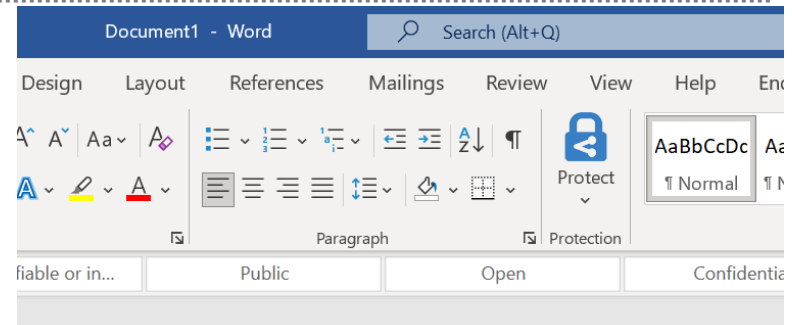 Document1 - Word Search (Alt+Q)
Design Layout References Mailings Review View Help
A A Aa A AZ ¶ AaBbCcDc
A A Protect ¶ Normal ¶
Paragraph Protection
Public Open